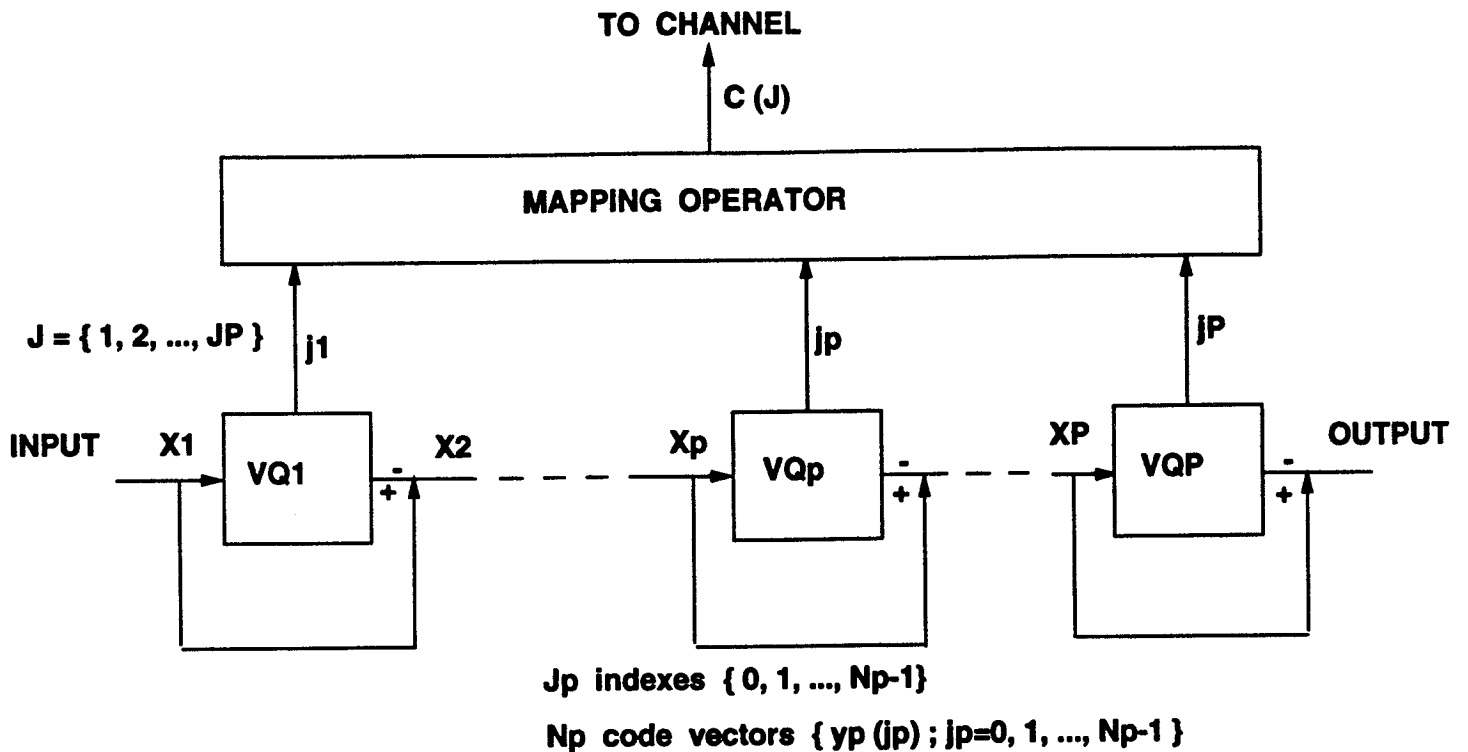 TO CHANNEL
C (J)
MAPPING OPERATOR
J = { 1, 2, ..., JP }
j1
jp
jP
INPUT
X1
VQ1
-
+
X2
Xp
VQp
-
+
XP
VQP
-
+
OUTPUT
Jp indexes { 0, 1, ..., Np-1}
Np code vectors { yp (jp) ; jp=0, 1, ..., Np-1 }